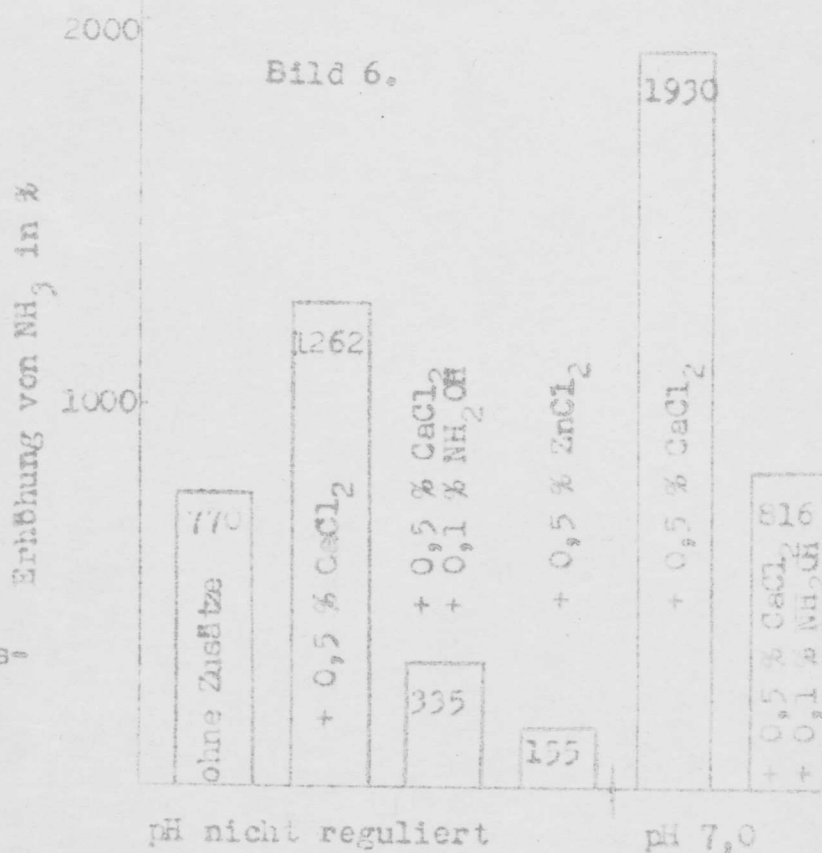 2000
Bild 6.
1930
Erhöhung von NH3 in %
1262
1000
770
ohne Zusätze
+ 0,5 % CaCl2
+ 0,5 % CaCl2
+ 0,1 % NH2OH
335
+ 0,5 % ZnCl2
155
+ 0,5 % CaCl2
816
+ 0,5 % CaCl2
+ 0,1 % NH2OH
pH nicht reguliert
pH 7,0